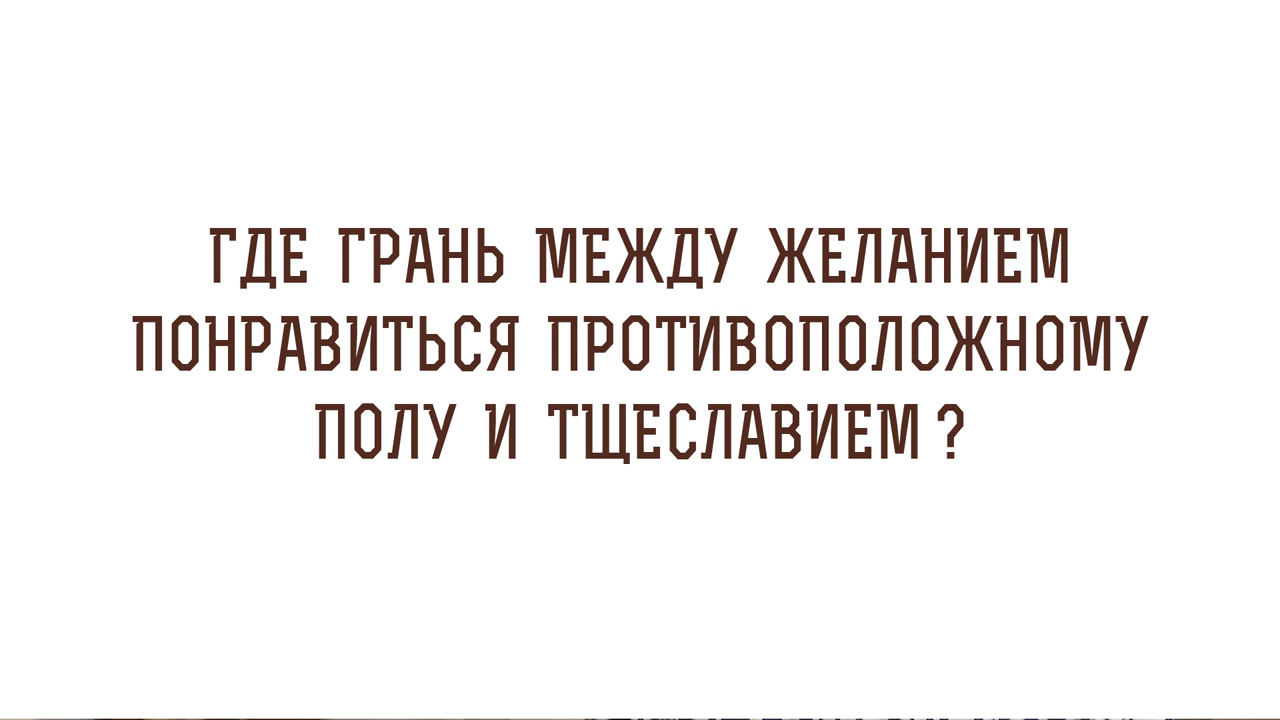 ГДЕ ГРАНЬ МЕЖДУ ЖЕЛАНИЕМ
ПОНРАВИТЬСЯ ПРОТИВОПОЛОЖНОМУ
ПОЛУ И ТЩЕСЛАВИЕМ ?